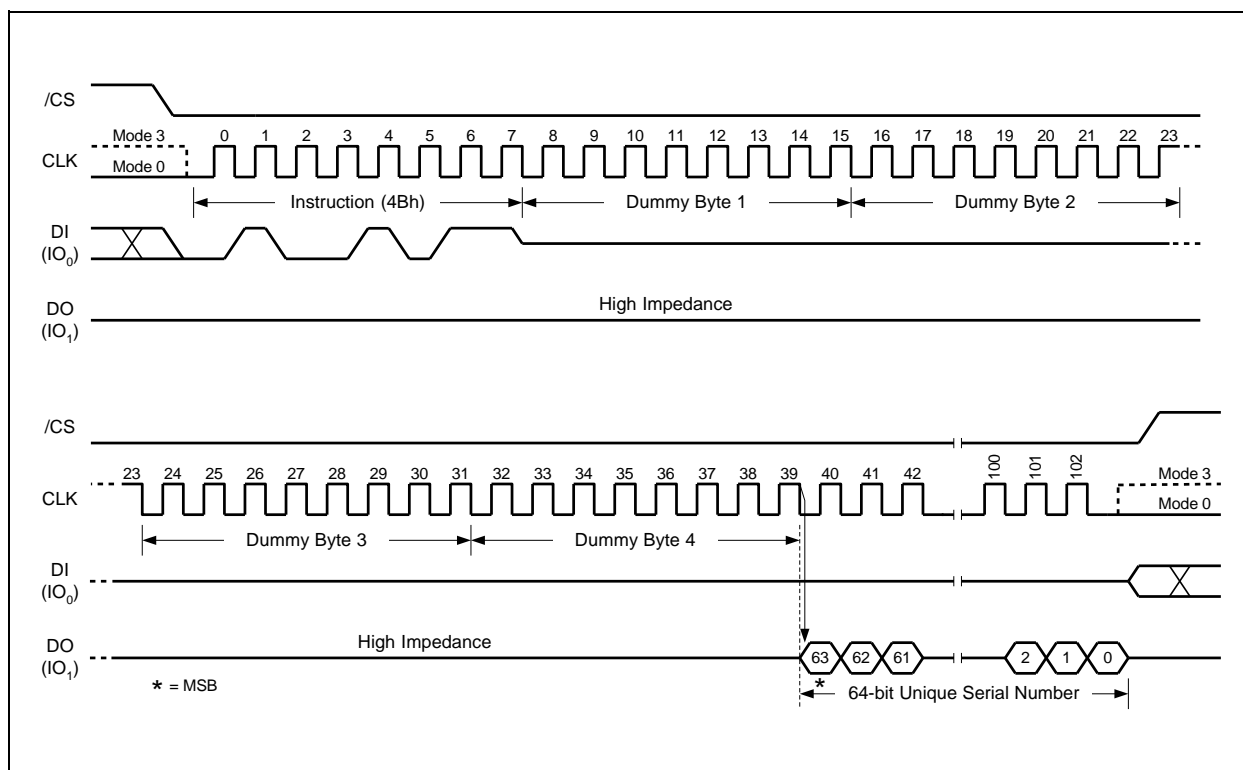 /CS
Mode 3 0 1 2 3 4 5 6 7 8 9 10 11 12 13 14 15 16 17 18 19 20 21 22 23
CLK Mode 0
Instruction (4Bh) Dummy Byte 1 Dummy Byte 2
DI
(IO0)
High Impedance
DO
(IO1)
/CS
23 24 25 26 27 28 29 30 31 32 33 34 35 36 37 38 39 40 41 42 100 101 102 Mode 3
CLK Mode 0
Dummy Byte 3 Dummy Byte 4
DI
(IO0)
High Impedance
DO
(IO1)
63 62 61 2 1 0
* = MSB * 64-bit Unique Serial Number